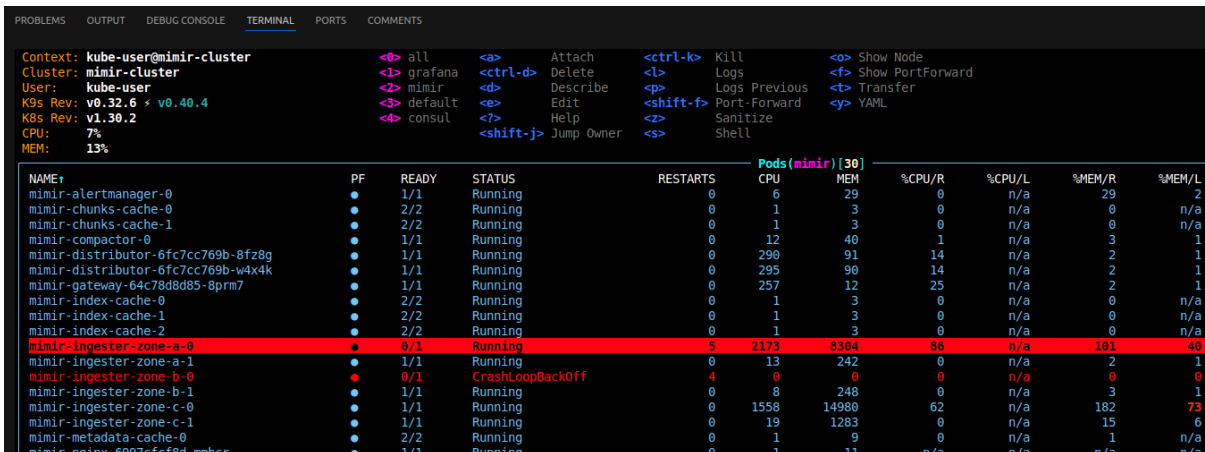 PROBLEMS OUTPUT DEBUG CONSOLE TERMINAL PORTS COMMENTS
Context: kube-user@mimir-cluster <0> all <a> Attach <ctrl-k> Kill <o> Show Node
Cluster: mimir-cluster <1> grafana <ctrl-d> Delete <l> Logs <f> Show PortForward
User: kube-user <2> mimir <d> Describe <p> Logs Previous <t> Transfer
K9s Rev: v0.32.6 ⚡ v0.40.4 <3> default <e> Edit <shift-f> Port-Forward <y> YAML
K8s Rev: v1.30.2 <4> consul <?> Help <z> Sanitize
CPU: 7% <shift-j> Jump Owner <s> Shell
MEM: 13%
Pods(mimir)[30]
NAME↑ PF READY STATUS RESTARTS CPU MEM %CPU/R %CPU/L %MEM/R %MEM/L
mimir-alertmanager-0 ● 1/1 Running 0 6 29 0 n/a 29 2
mimir-chunks-cache-0 ● 2/2 Running 0 1 3 0 n/a 0 n/a
mimir-chunks-cache-1 ● 2/2 Running 0 1 3 0 n/a 0 n/a
mimir-compactor-0 ● 1/1 Running 0 12 40 1 n/a 3 1
mimir-distributor-6fc7cc769b-8fz8g ● 1/1 Running 0 290 91 14 n/a 2 1
mimir-distributor-6fc7cc769b-w4x4k ● 1/1 Running 0 295 90 14 n/a 2 1
mimir-gateway-64c78d8d85-8prm7 ● 1/1 Running 0 257 12 25 n/a 2 1
mimir-index-cache-0 ● 2/2 Running 0 1 3 0 n/a 0 n/a
mimir-index-cache-1 ● 2/2 Running 0 1 3 0 n/a 0 n/a
mimir-index-cache-2 ● 2/2 Running 0 1 3 0 n/a 0 n/a
mimir-ingester-zone-a-0 ● 0/1 Running 5 2173 8304 86 n/a 101 40
mimir-ingester-zone-a-1 ● 1/1 Running 0 13 242 0 n/a 2 1
mimir-ingester-zone-b-0 ● 0/1 CrashLoopBackOff 4 0 0 0 n/a 0 0
mimir-ingester-zone-b-1 ● 1/1 Running 0 8 248 0 n/a 3 1
mimir-ingester-zone-c-0 ● 1/1 Running 0 1558 14980 62 n/a 182 73
mimir-ingester-zone-c-1 ● 1/1 Running 0 19 1283 0 n/a 15 6
mimir-metadata-cache-0 ● 2/2 Running 0 1 9 0 n/a 1 n/a
● 1/1 Running 0 1 11 n/a n/a n/a n/a